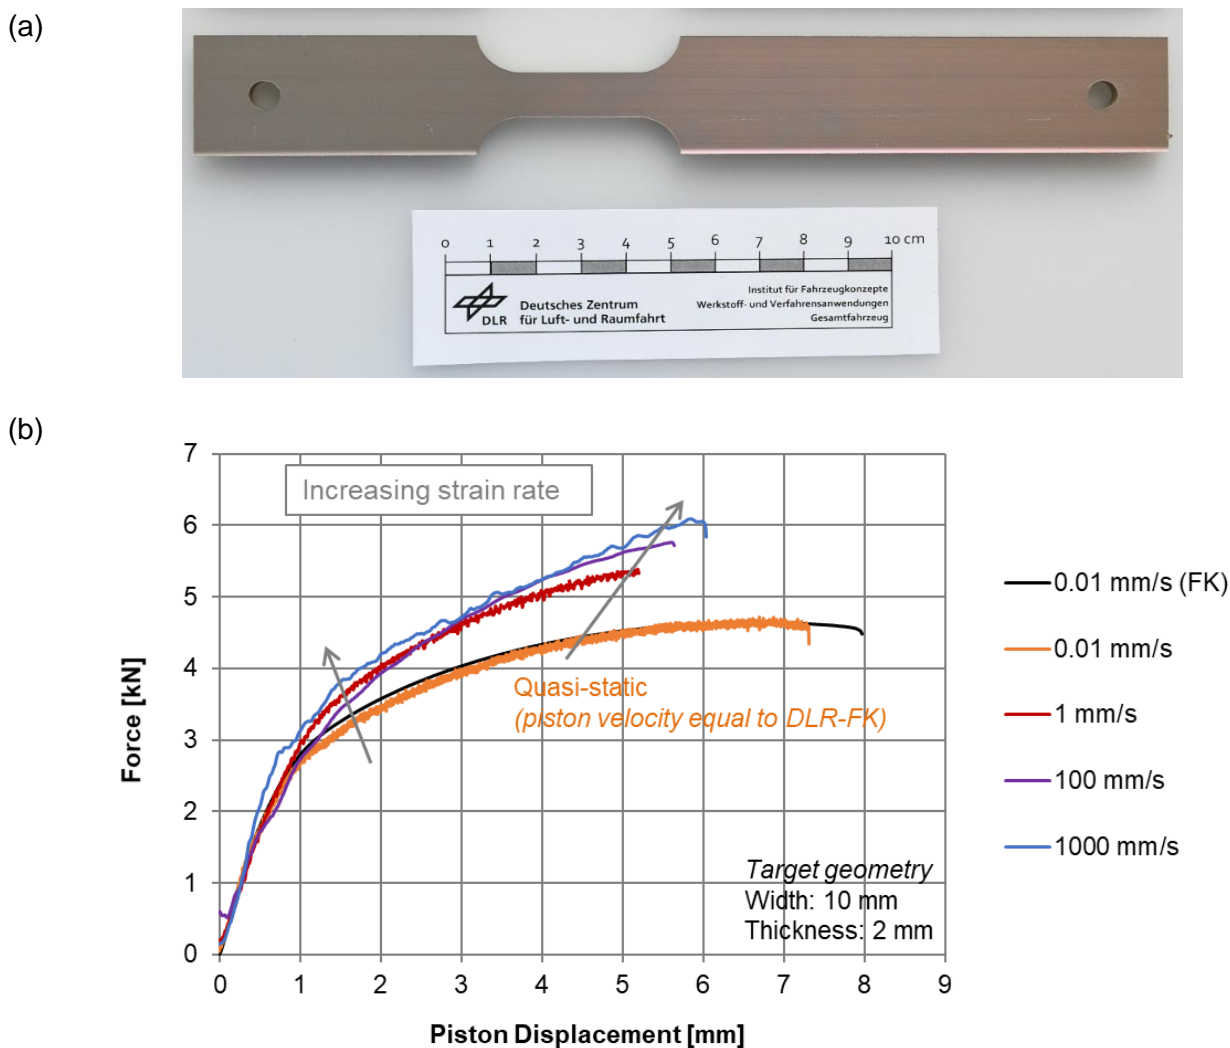 (a)
0 1 2 3 4 5 6 7 8 9 10 cm
DLR
Deutsches Zentrum
für Luft- und Raumfahrt
Institut für Fahrzeugkonzepte
Werkstoff- und Verfahrensanwendungen
Gesamtfahrzeug
(b)
7
6
5
4
3
2
1
0
Force [kN]
Increasing strain rate
Quasi-static
(piston velocity equal to DLR-FK)
Target geometry
Width: 10 mm
Thickness: 2 mm
0 1 2 3 4 5 6 7 8 9
Piston Displacement [mm]
0.01 mm/s (FK)
0.01 mm/s
1 mm/s
100 mm/s
1000 mm/s